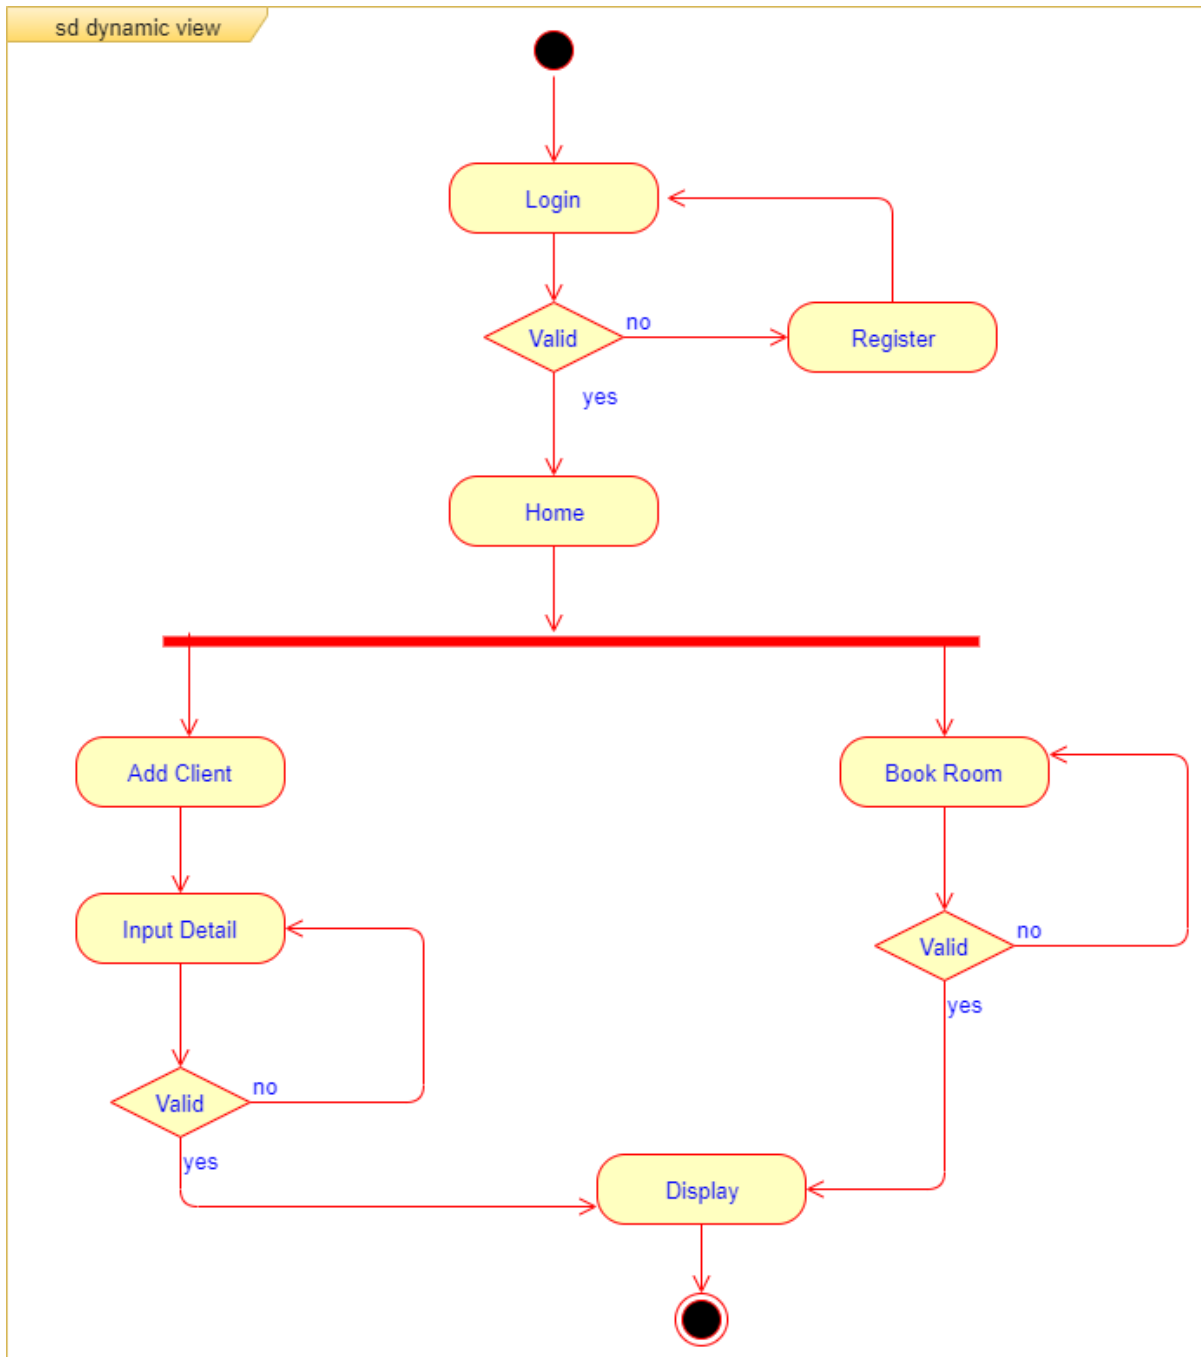 sd dynamic view
Login
Valid
no
Register
yes
Home
Add Client
Book Room
Input Detail
Valid
no
yes
Valid
no
yes
Display